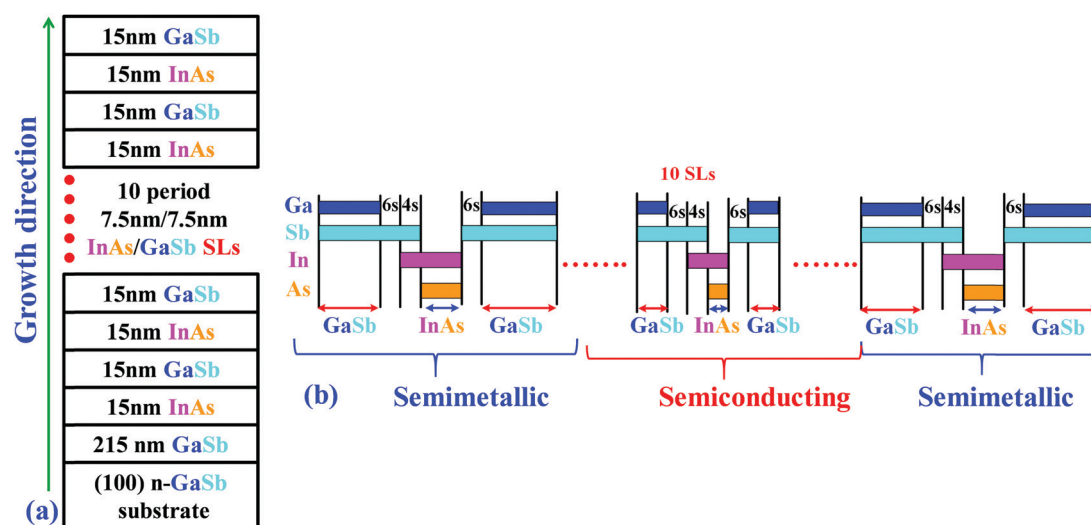 Growth direction
15nm GaSb
15nm InAs
15nm GaSb
15nm InAs
10 period
7.5nm/7.5nm
InAs/GaSb SLs
15nm GaSb
15nm InAs
15nm GaSb
15nm InAs
215 nm GaSb
(100) n-GaSb
substrate
(a)
10 SLs
Ga 6s 4s 6s 6s 4s 6s 6s 4s 6s
Sb
In
As
GaSb InAs GaSb GaSb InAs GaSb GaSb InAs GaSb
(b) Semimetallic Semiconducting Semimetallic